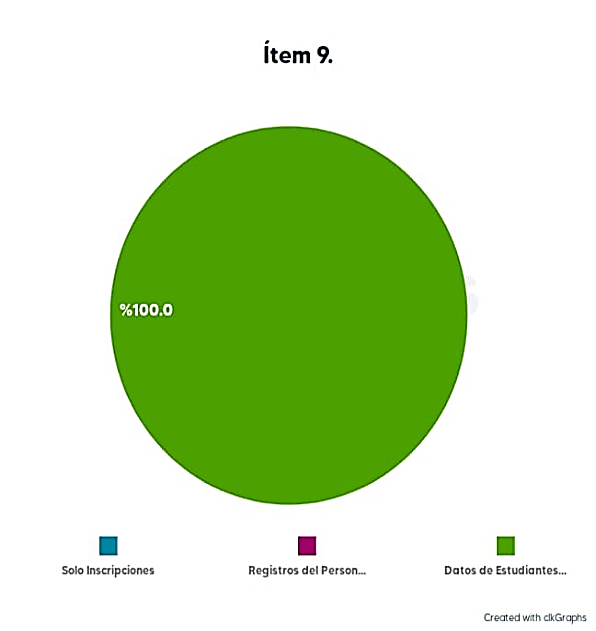 Ítem 9.
%100.0
Solo Inscripciones
Registros del Person...
Datos de Estudiantes...
Created with clkGraphs